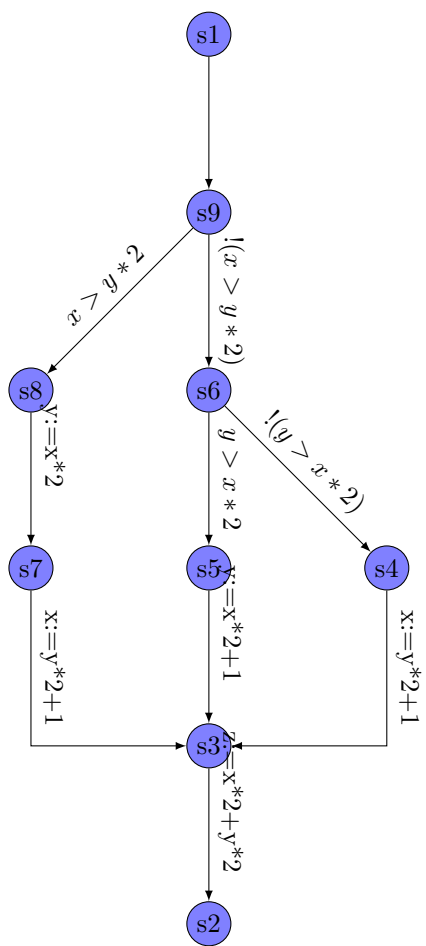 s1
s9
x > y * 2
!(x > y * 2)
s8
s6
y:=x*2
y > x * 2
!(y > x * 2)
s7
s5
s4
x:=y*2+1
y:=x*2+1
x:=y*2+1
s3
z:=x*2+y*2
s2